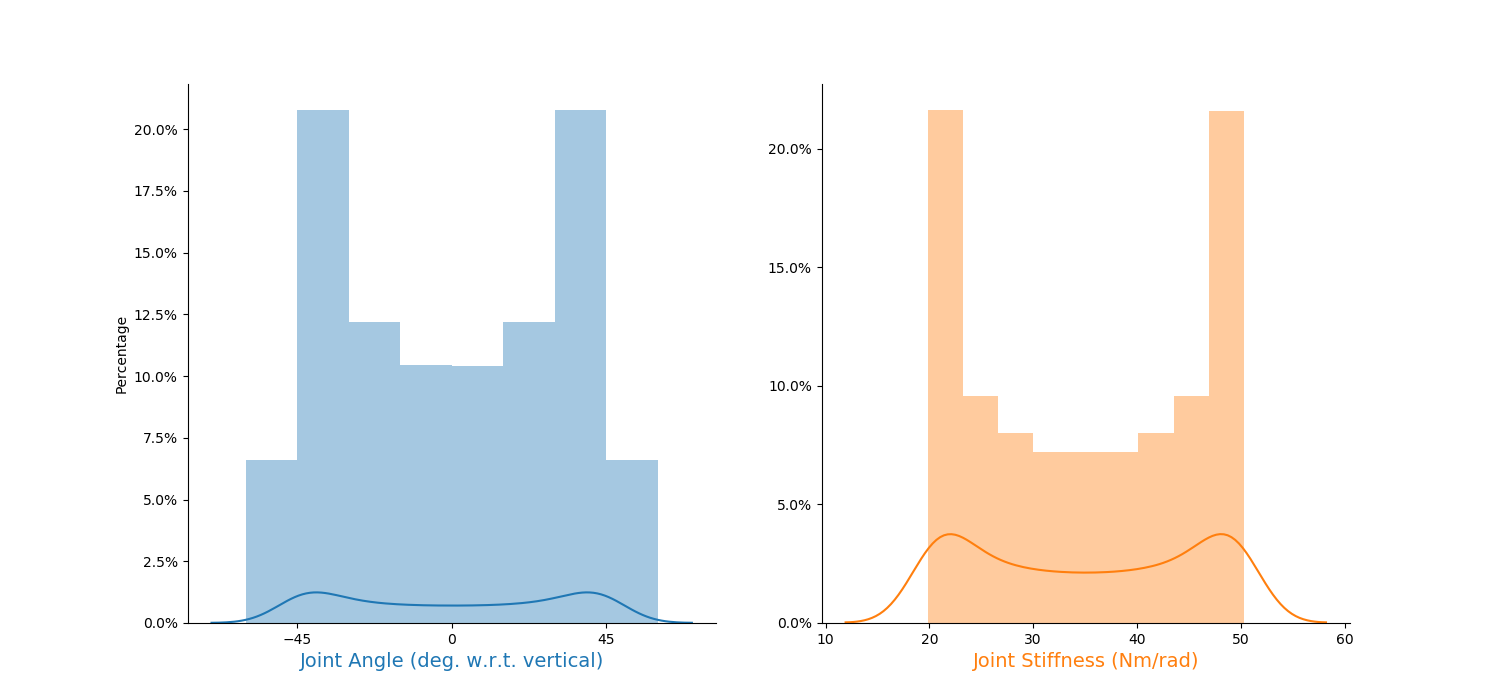 Percentage
20.0%
17.5%
15.0%
12.5%
10.0%
7.5%
5.0%
2.5%
0.0%
−45 0 45
Joint Angle (deg. w.r.t. vertical)
20.0%
15.0%
10.0%
5.0%
0.0%
10 20 30 40 50 60
Joint Stiffness (Nm/rad)